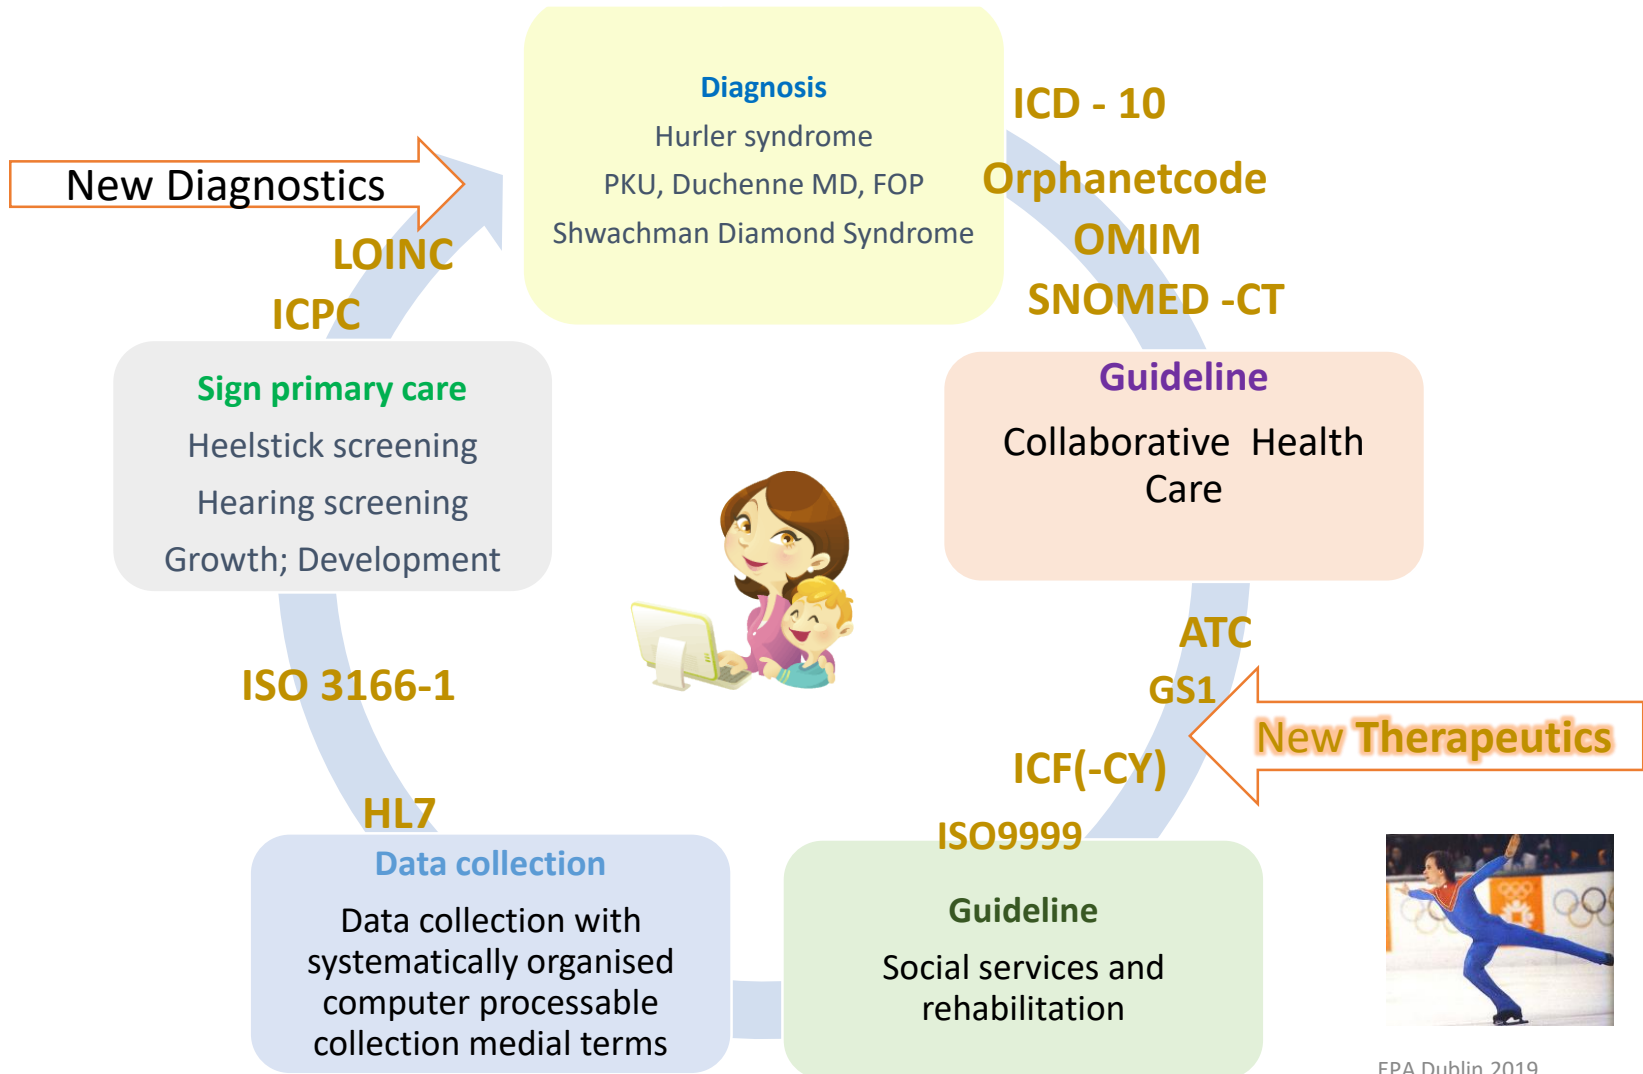 Diagnosis
Hurler syndrome
PKU, Duchenne MD, FOP
Shwachman Diamond Syndrome
ICD - 10
Orphanetcode
OMIM
SNOMED -CT
New Diagnostics
LOINC
ICPC
Sign primary care
Heelstick screening
Hearing screening
Growth; Development
Guideline
Collaborative Health
Care
ATC
GS1
New Therapeutics
ICF(-CY)
ISO9999
ISO 3166-1
HL7
Data collection
Data collection with
systematically organised
computer processable
collection medial terms
Guideline
Social services and
rehabilitation
EPA Dublin 2019